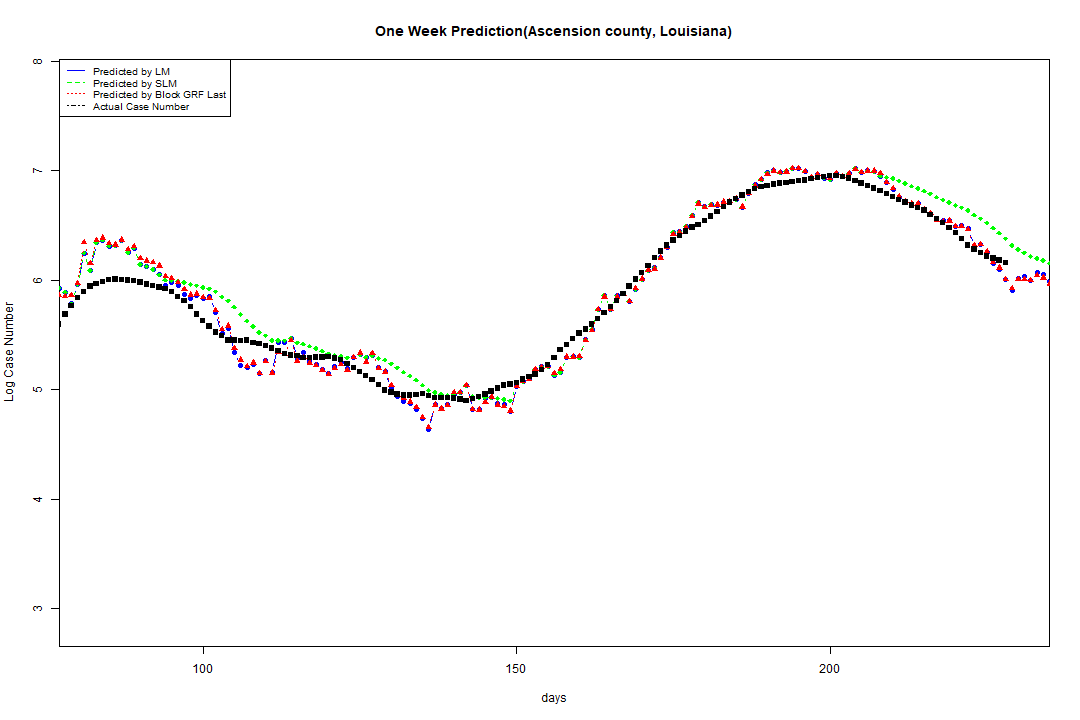 One Week Prediction(Ascension county, Louisiana)
Predicted by LM
Predicted by SLM
Predicted by Block GRF Last
Actual Case Number
8
7
6
5
4
3
Log Case Number
100 150 200
days